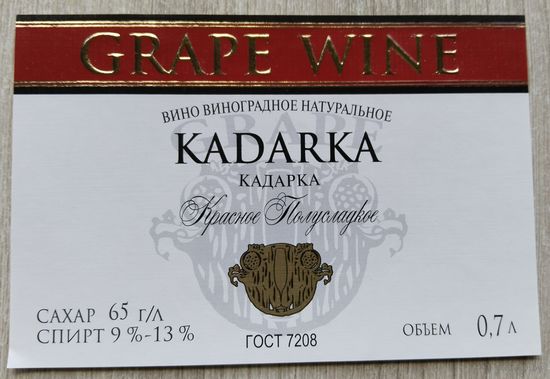 GRAPE WINE
ВИНО ВИНОГРАДНОЕ НАТУРАЛЬНОЕ
GRAPE
KADARKA
КАДАРКА
Красное Полусладкое
САХАР 65 г/л
СПИРТ 9 %-13 %
ГОСТ 7208
ОБЪЕМ 0,7 л